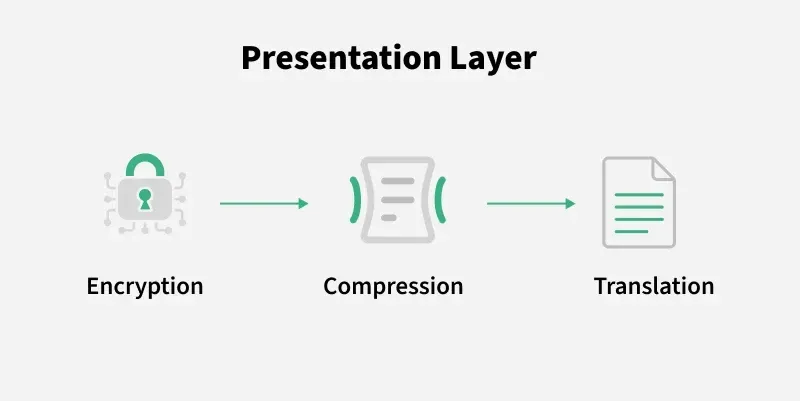 Presentation Layer
Encryption
Compression
Translation